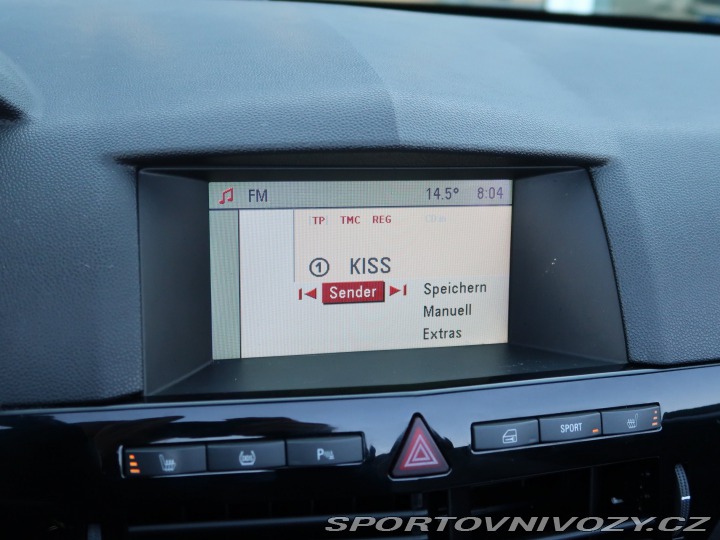 FM 14.5° 8:04
TP TMC REG
1 KISS
Sender
Speichern
Manuell
Extras
P SPORT
SPORTOVNIVOZY.CZ